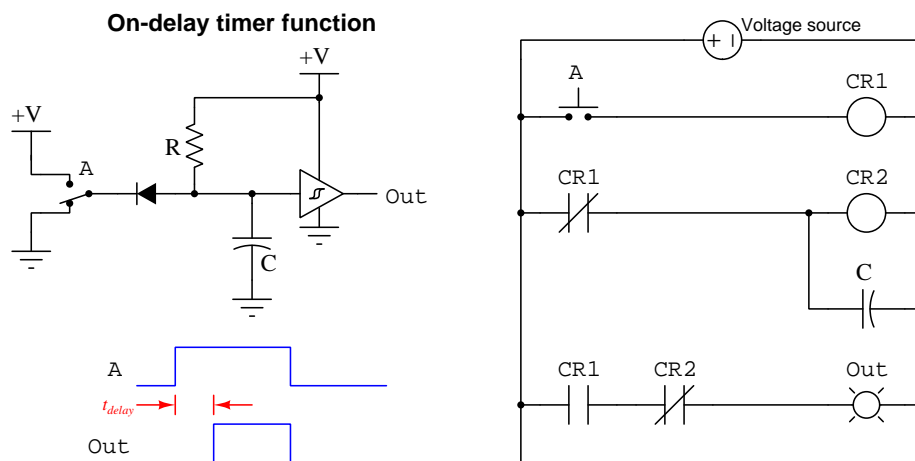 On-delay timer function
+V
+V
A
R
Out
C
A
t_delay
Out
Voltage source
+ -
A
CR1
CR1
CR2
C
CR1
CR2
Out